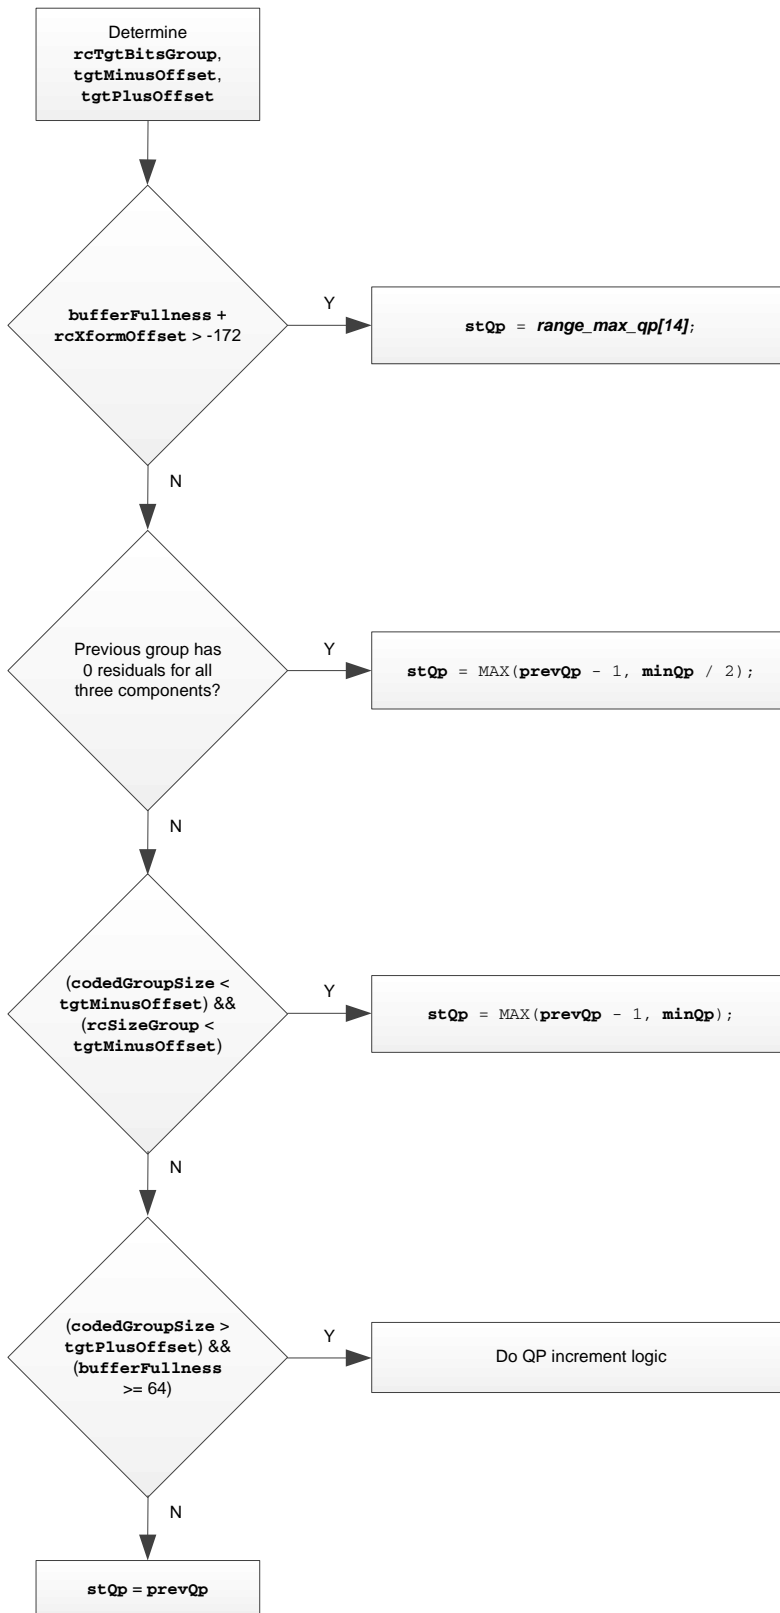 Determine
rcTgtBitsGroup,
tgtMinusOffset,
tgtPlusOffset
bufferFullness +
rcXformOffset > -172
Y
stQp = range_max_qp[14];
N
Previous group has
0 residuals for all
three components?
Y
stQp = MAX(prevQp - 1, minQp / 2);
N
(codedGroupSize <
tgtMinusOffset) &&
(rcSizeGroup <
tgtMinusOffset)
Y
stQp = MAX(prevQp - 1, minQp);
N
(codedGroupSize >
tgtPlusOffset) &&
(bufferFullness
>= 64)
Y
Do QP increment logic
N
stQp = prevQp